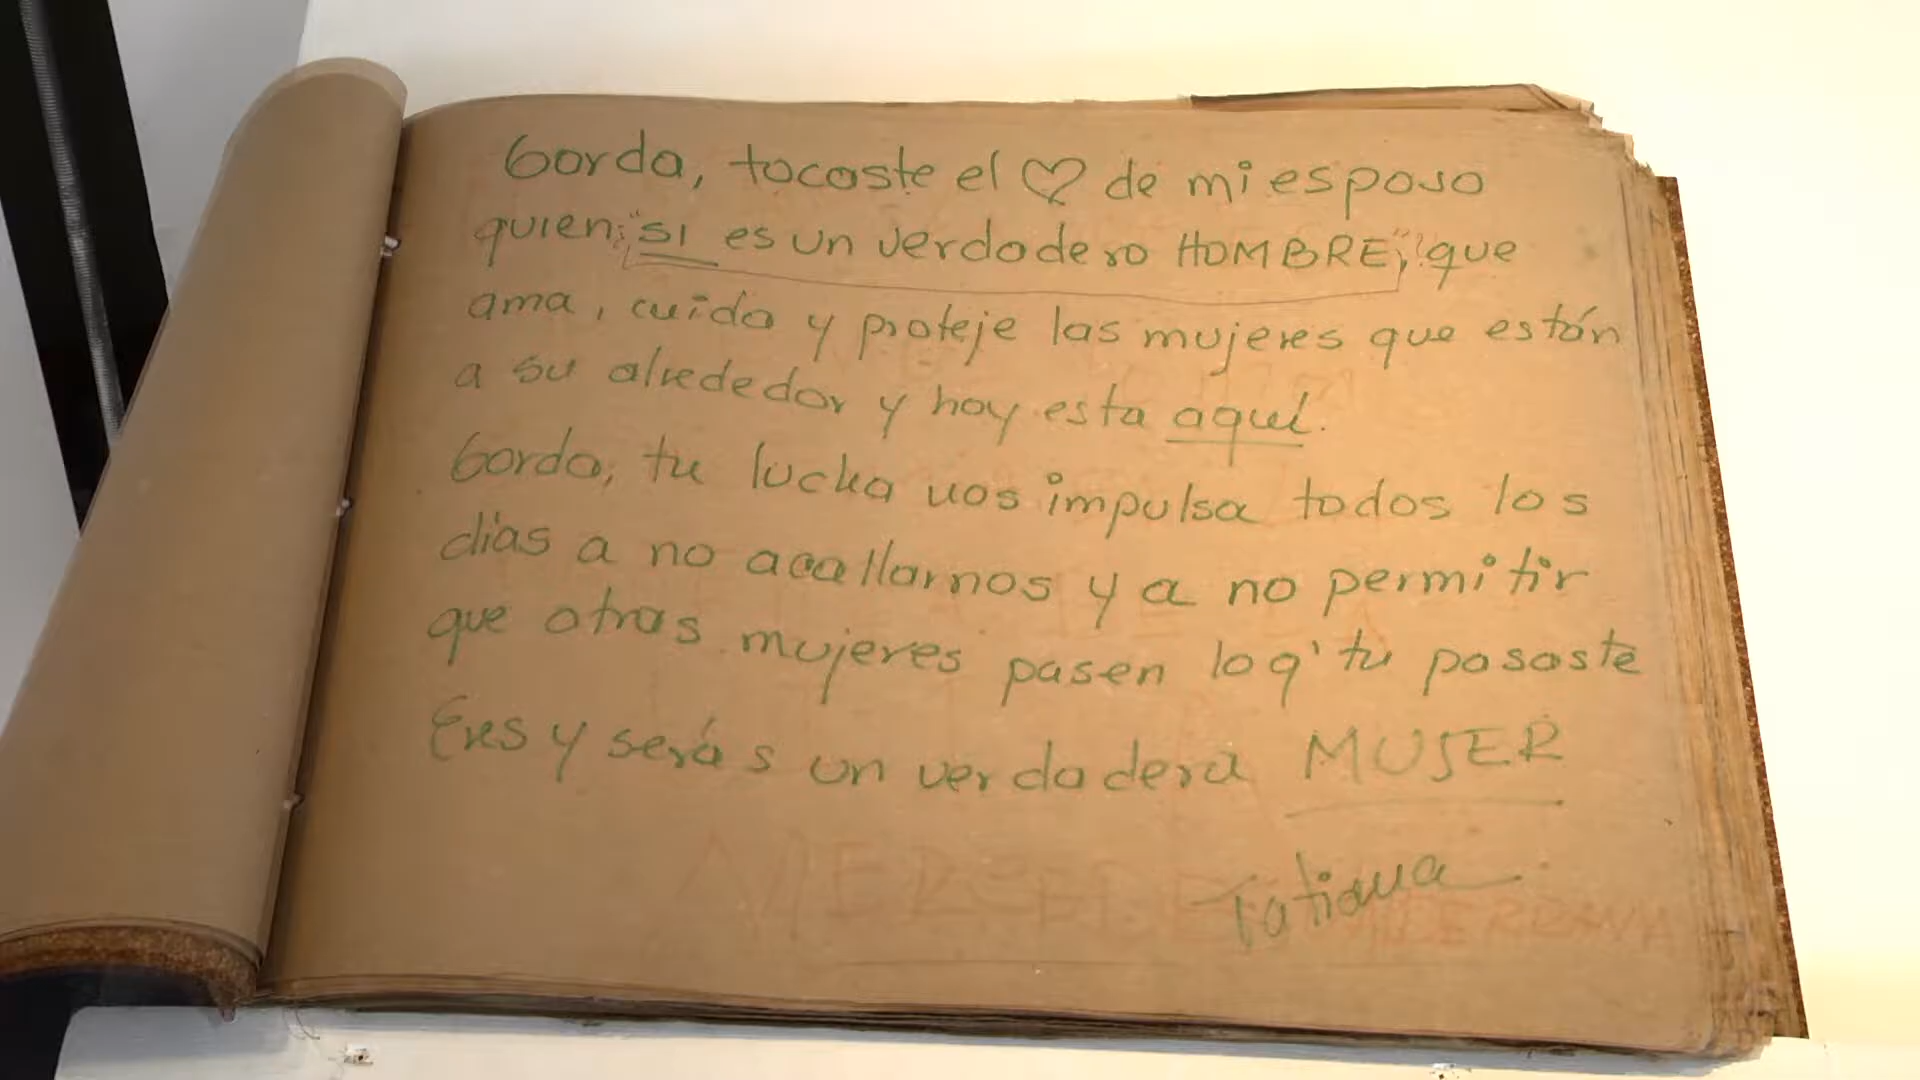 Gorda, tocaste el ♡ de mi esposo
quien "SI es un verdadero HOMBRE", que
ama, cuida y proteje las mujeres que están
a su alrededor y hoy esta aquí.
Gorda, tu lucha nos impulsa todos los
días a no acallarnos y a no permitir
que otras mujeres pasen lo q' tú pasaste
Eres y serás un verdadera MUJER
Tatiana